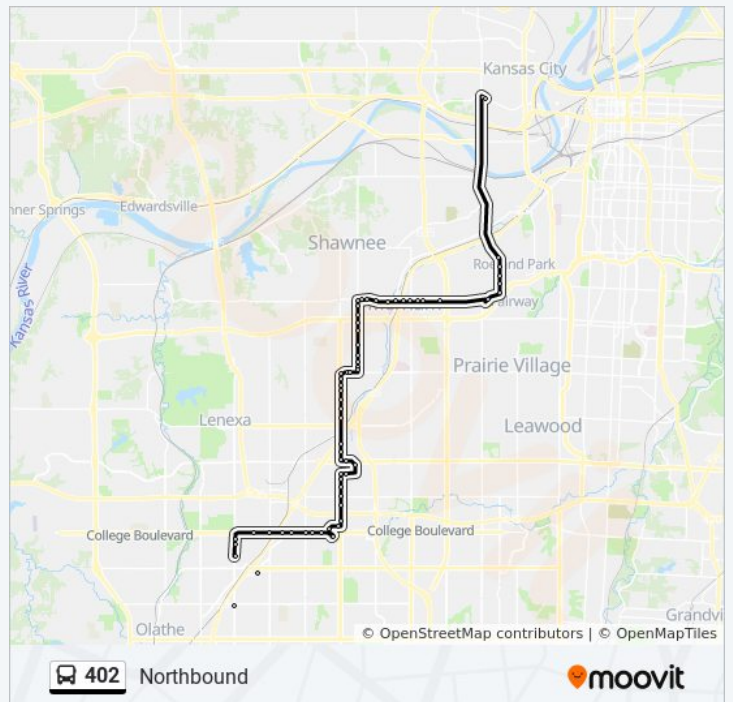 Kansas City
nner Springs
Edwardsville
Shawnee
Kansas River
Roeland Park
Fairway
Prairie Village
Lenexa
Leawood
College Boulevard
College Boulevard
Grandvi
Olathe
© OpenStreetMap contributors | © OpenMapTiles
402 Northbound
moovit